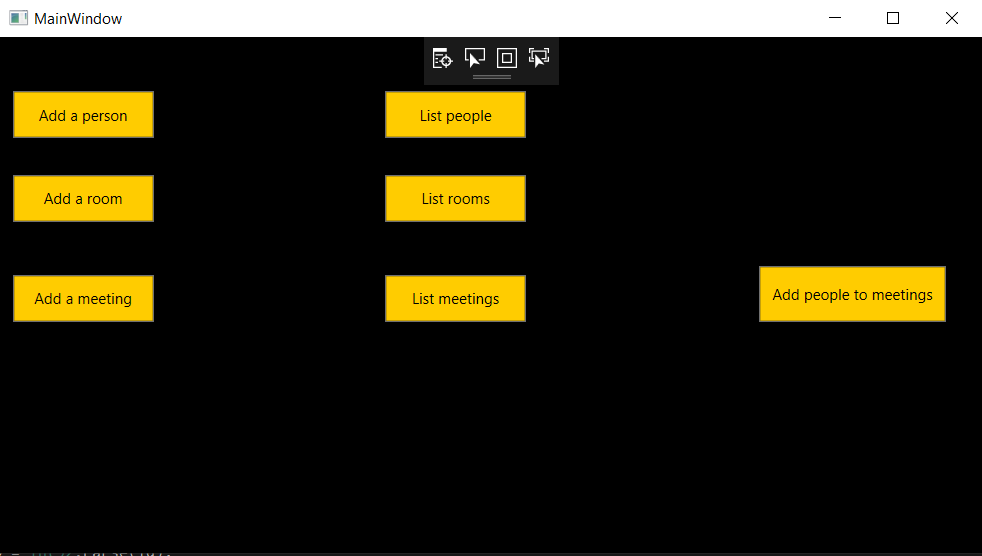 MainWindow
Add a person
List people
Add a room
List rooms
Add a meeting
List meetings
Add people to meetings